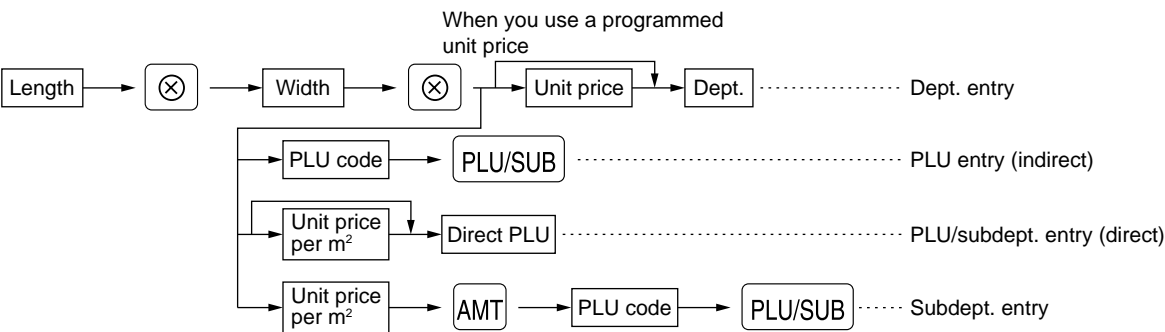 When you use a programmed
unit price
Length ⊗ Width ⊗ Unit price Dept. Dept. entry
PLU code PLU/SUB PLU entry (indirect)
Unit price
per m² Direct PLU PLU/subdept. entry (direct)
Unit price
per m² AMT PLU code PLU/SUB Subdept. entry